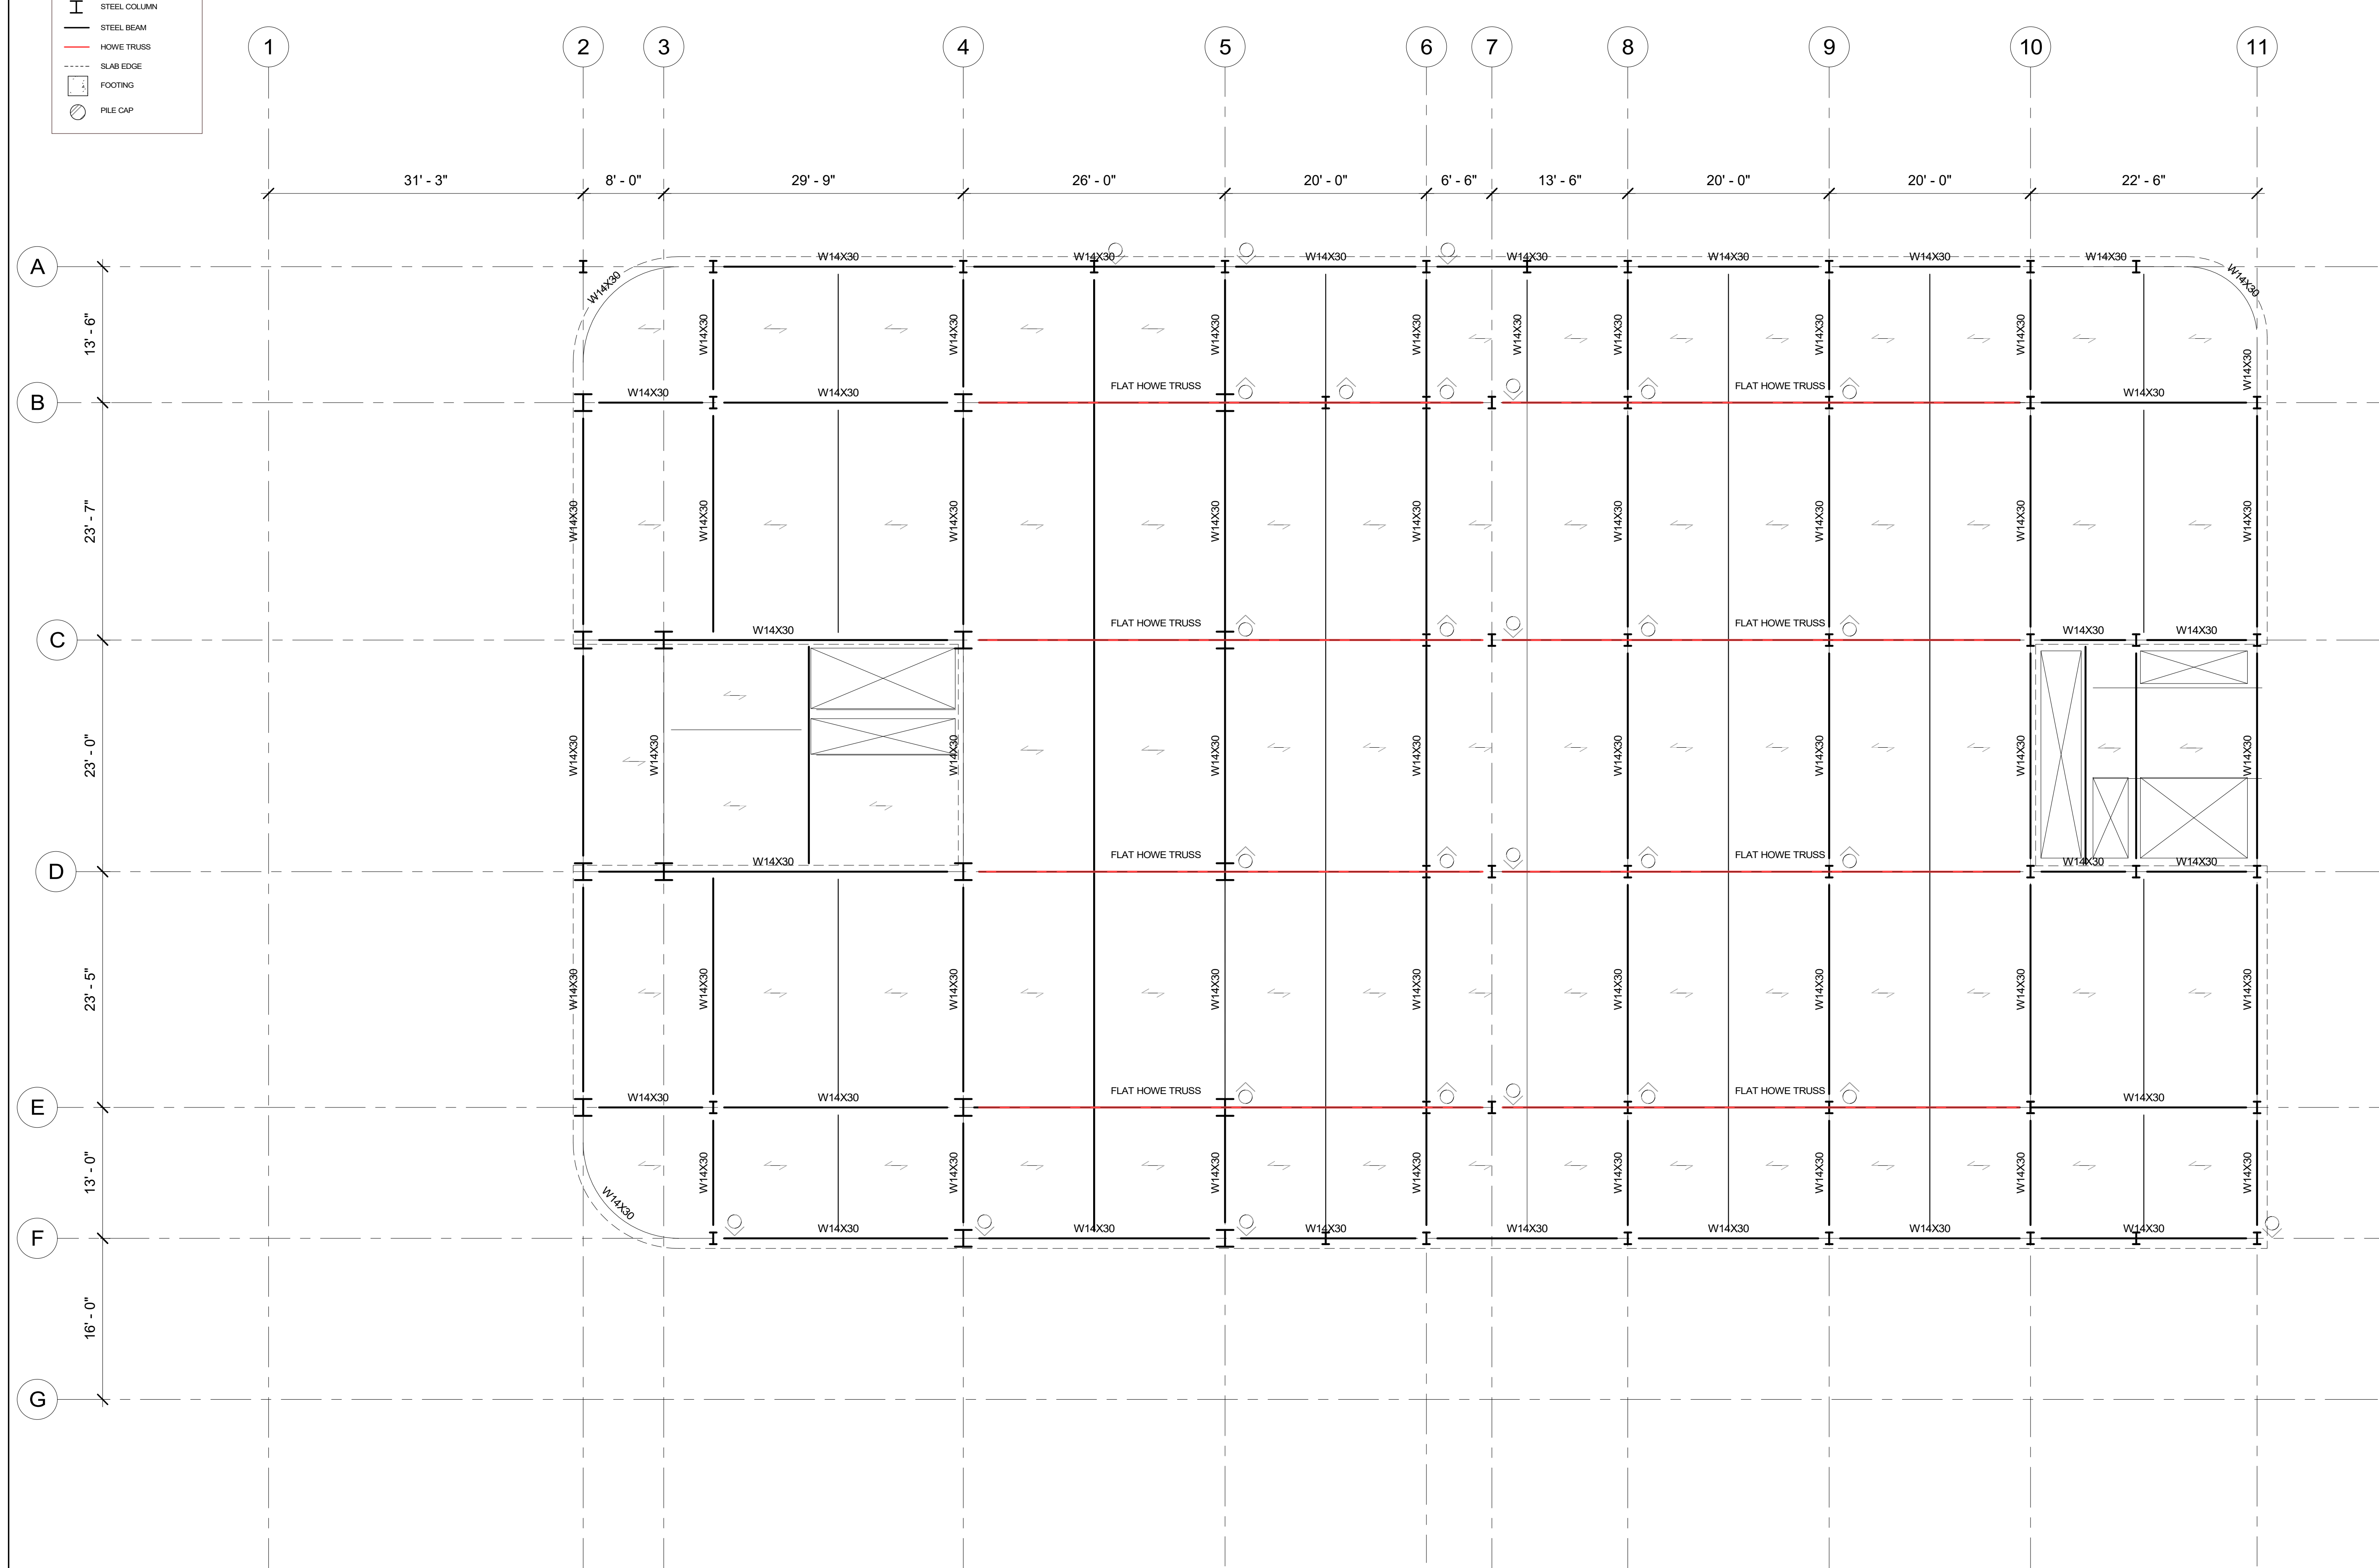 STEEL COLUMN
STEEL BEAM
HOWE TRUSS
SLAB EDGE
FOOTING
PILE CAP
1 2 3 4 5 6 7 8 9 10 11
31' - 3" 8' - 0" 29' - 9" 26' - 0" 20' - 0" 6' - 6" 13' - 6" 20' - 0" 20' - 0" 22' - 6"
W14X30 W14X30 W14X30 W14X30 W14X30 W14X30 W14X30
A
W14X30 W14X30
13' - 6"
W14X30 W14X30 W14X30 W14X30 W14X30 W14X30 W14X30 W14X30 W14X30
FLAT HOWE TRUSS FLAT HOWE TRUSS
W14X30 W14X30 W14X30
B
23' - 7"
W14X30 W14X30 W14X30 W14X30 W14X30 W14X30 W14X30 W14X30 W14X30
FLAT HOWE TRUSS FLAT HOWE TRUSS
W14X30 W14X30 W14X30
C
23' - 0"
W14X30 W14X30 W14X30 W14X30 W14X30 W14X30 W14X30 W14X30 W14X30
FLAT HOWE TRUSS FLAT HOWE TRUSS
W14X30 W14X30 W14X30
D
23' - 5"
W14X30 W14X30 W14X30 W14X30 W14X30 W14X30 W14X30 W14X30 W14X30
FLAT HOWE TRUSS FLAT HOWE TRUSS
W14X30 W14X30 W14X30
E
13' - 0"
W14X30 W14X30 W14X30 W14X30 W14X30 W14X30 W14X30 W14X30
W14X30
W14X30 W14X30 W14X30 W14X30 W14X30 W14X30 W14X30
F
16' - 0"
G